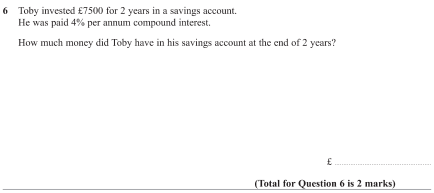 6 Toby invested £7500 for 2 years in a savings account.
He was paid 4% per annum compound interest.
How much money did Toby have in his savings account at the end of 2 years?
£ ........................................
(Total for Question 6 is 2 marks)